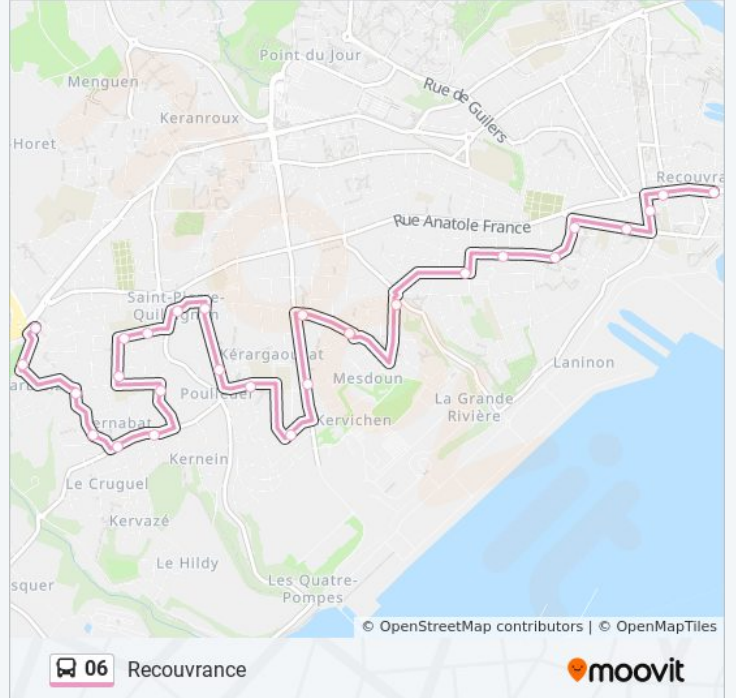 Point du Jour
Menguen
Rue de Guilers
Keranroux
-Horet
Recouvra
Rue Anatole France
Saint-Pierre-
Quilbignon
Kérargaouyat
Laninon
Mesdoun
Poulleder
La Grande
Rivière
Kervichen
ernabat
Kernein
Le Cruguel
Kervazé
Le Hildy
squer
Les Quatre-
Pompes
© OpenStreetMap contributors | © OpenMapTiles
06 Recouvrance
moovit